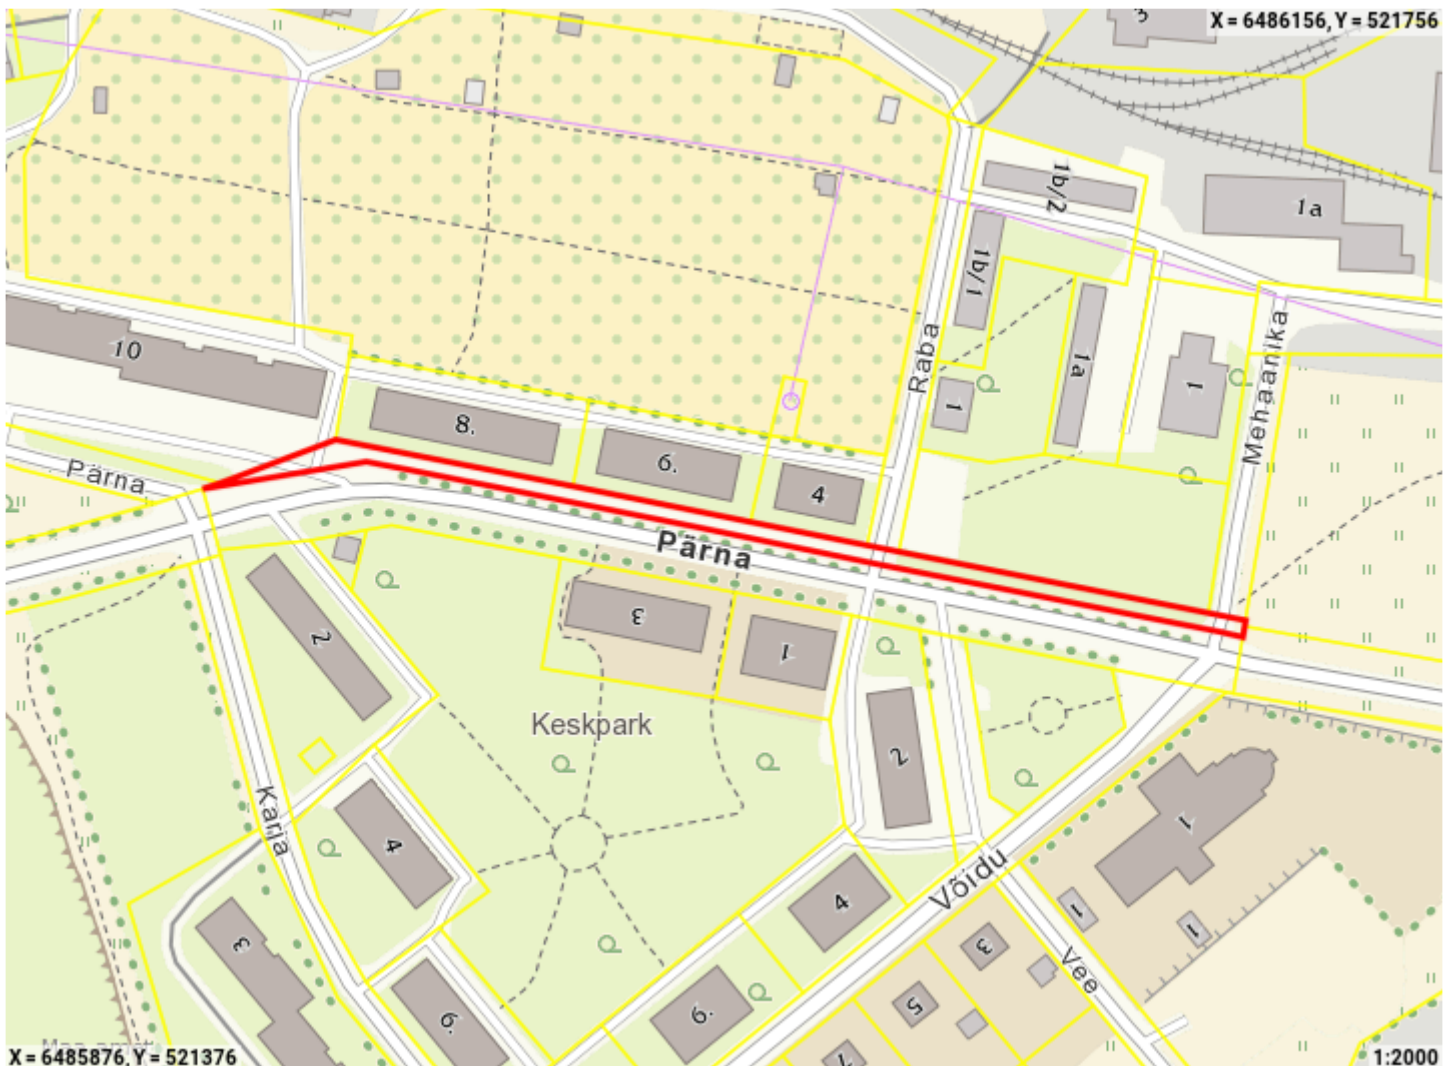 3
X = 6486156, Y = 521756
1b/2
1a
1b/1
10
Raba
1a
1
Mehaanika
1
8.
6.
4
Pärna
Pärna
3
1
2
Keskpark
2
1
Karja
4
4
Võidu
1
1
3
3
Vee
6.
6.
5
1
X = 6485876, Y = 521376
1:2000